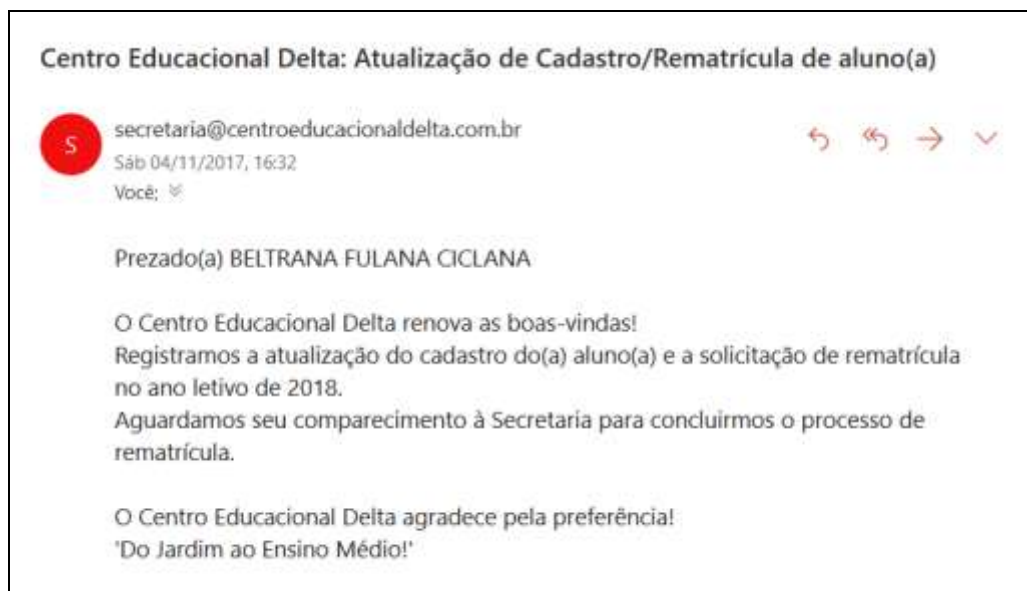 Centro Educacional Delta: Atualização de Cadastro/Rematrícula de aluno(a)
S
secretaria@centroeducacionaldelta.com.br
Sáb 04/11/2017, 16:32
Você;
Prezado(a) BELTRANA FULANA CICLANA
O Centro Educacional Delta renova as boas-vindas!
Registramos a atualização do cadastro do(a) aluno(a) e a solicitação de rematrícula
no ano letivo de 2018.
Aguardamos seu comparecimento à Secretaria para concluirmos o processo de
rematrícula.
O Centro Educacional Delta agradece pela preferência!
'Do Jardim ao Ensino Médio!'